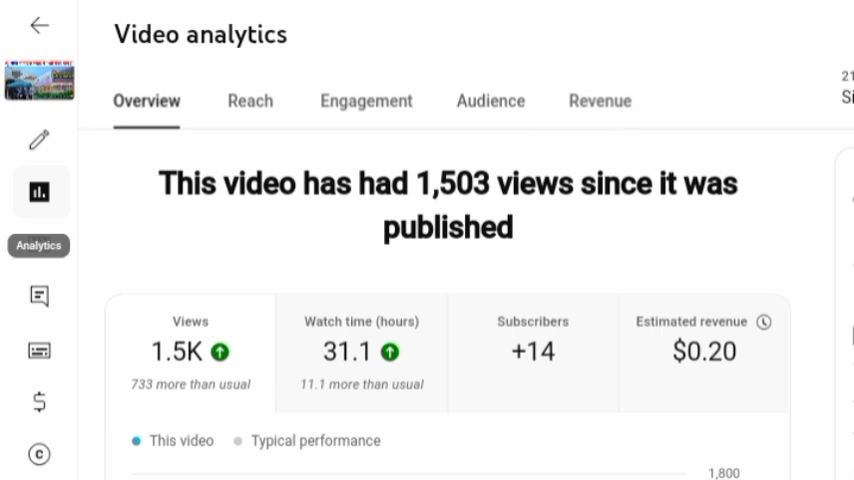 Video analytics
Overview Reach Engagement Audience Revenue
This video has had 1,503 views since it was
published
Analytics
Views Watch time (hours) Subscribers Estimated revenue
1.5K 31.1 +14 $0.20
733 more than usual 11.1 more than usual
This video Typical performance
1,800